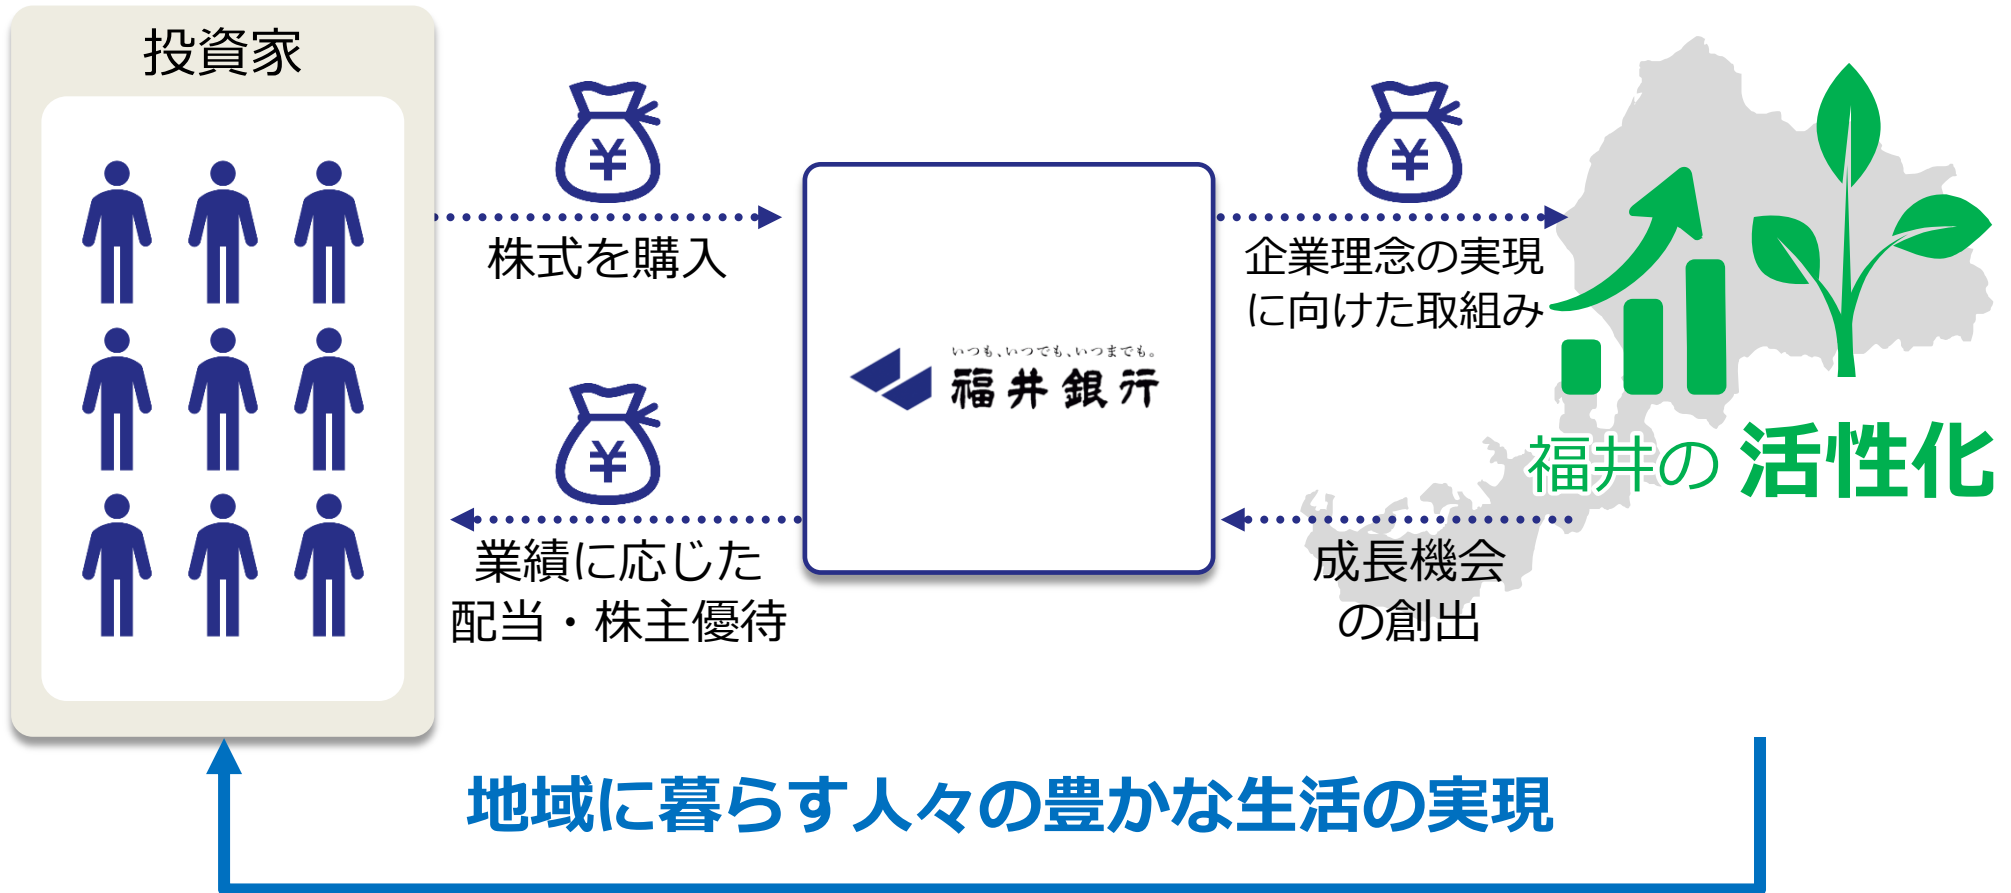 投資家
¥
株式を購入
¥
業績に応じた
配当・株主優待
いつも、いつでも、いつまでも。
福井銀行
¥
企業理念の実現
に向けた取組み
福井の活性化
成長機会
の創出
地域に暮らす人々の豊かな生活の実現